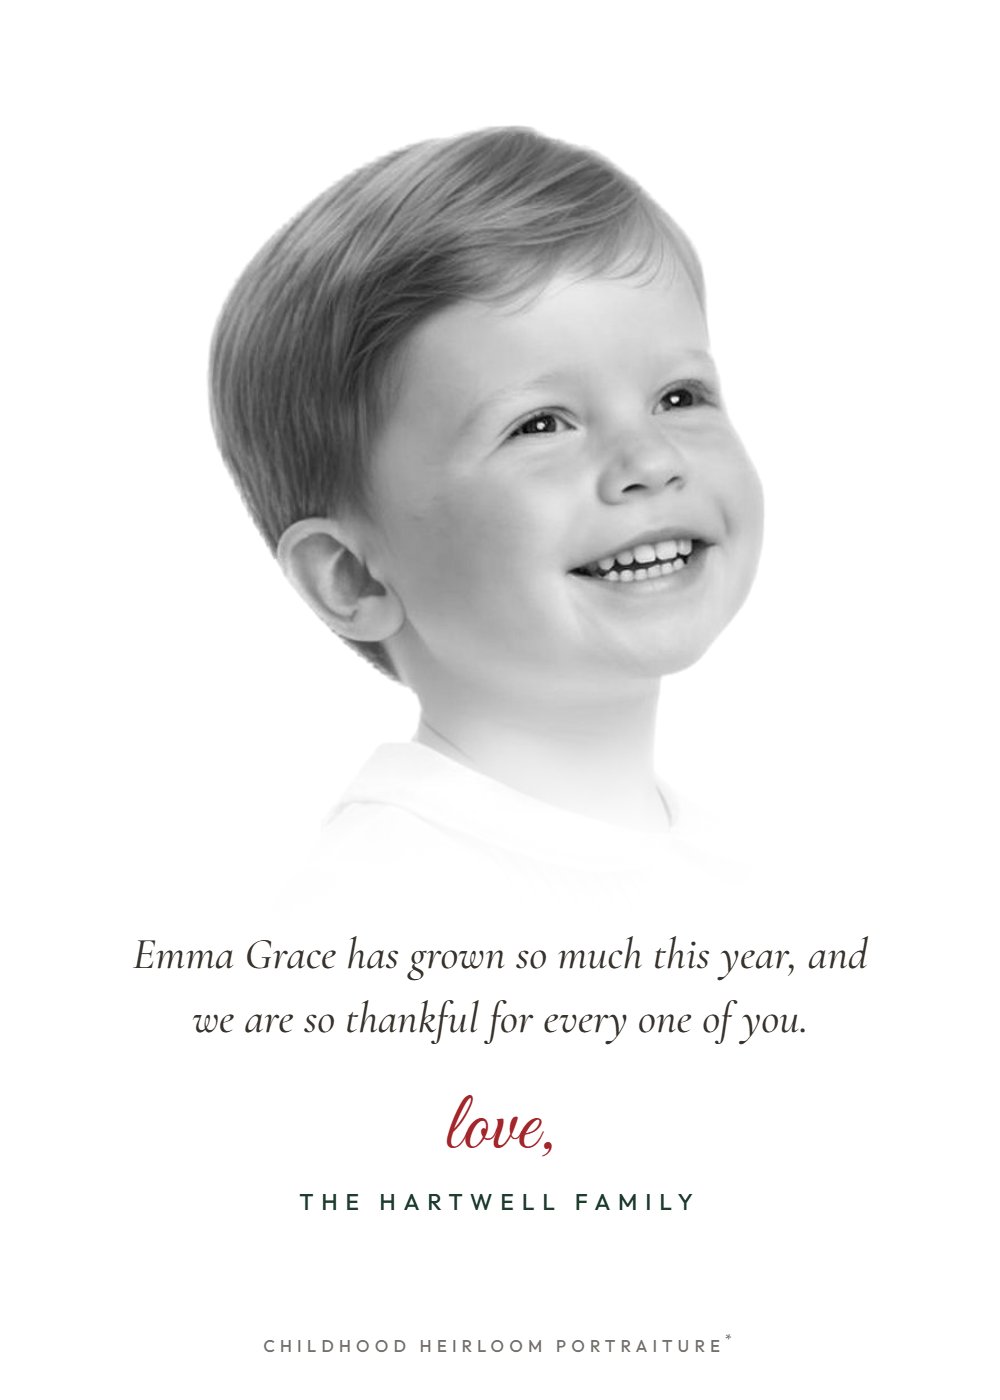 Emma Grace has grown so much this year, and
we are so thankful for every one of you.
love,
THE HARTWELL FAMILY
CHILDHOOD HEIRLOOM PORTRAITURE*